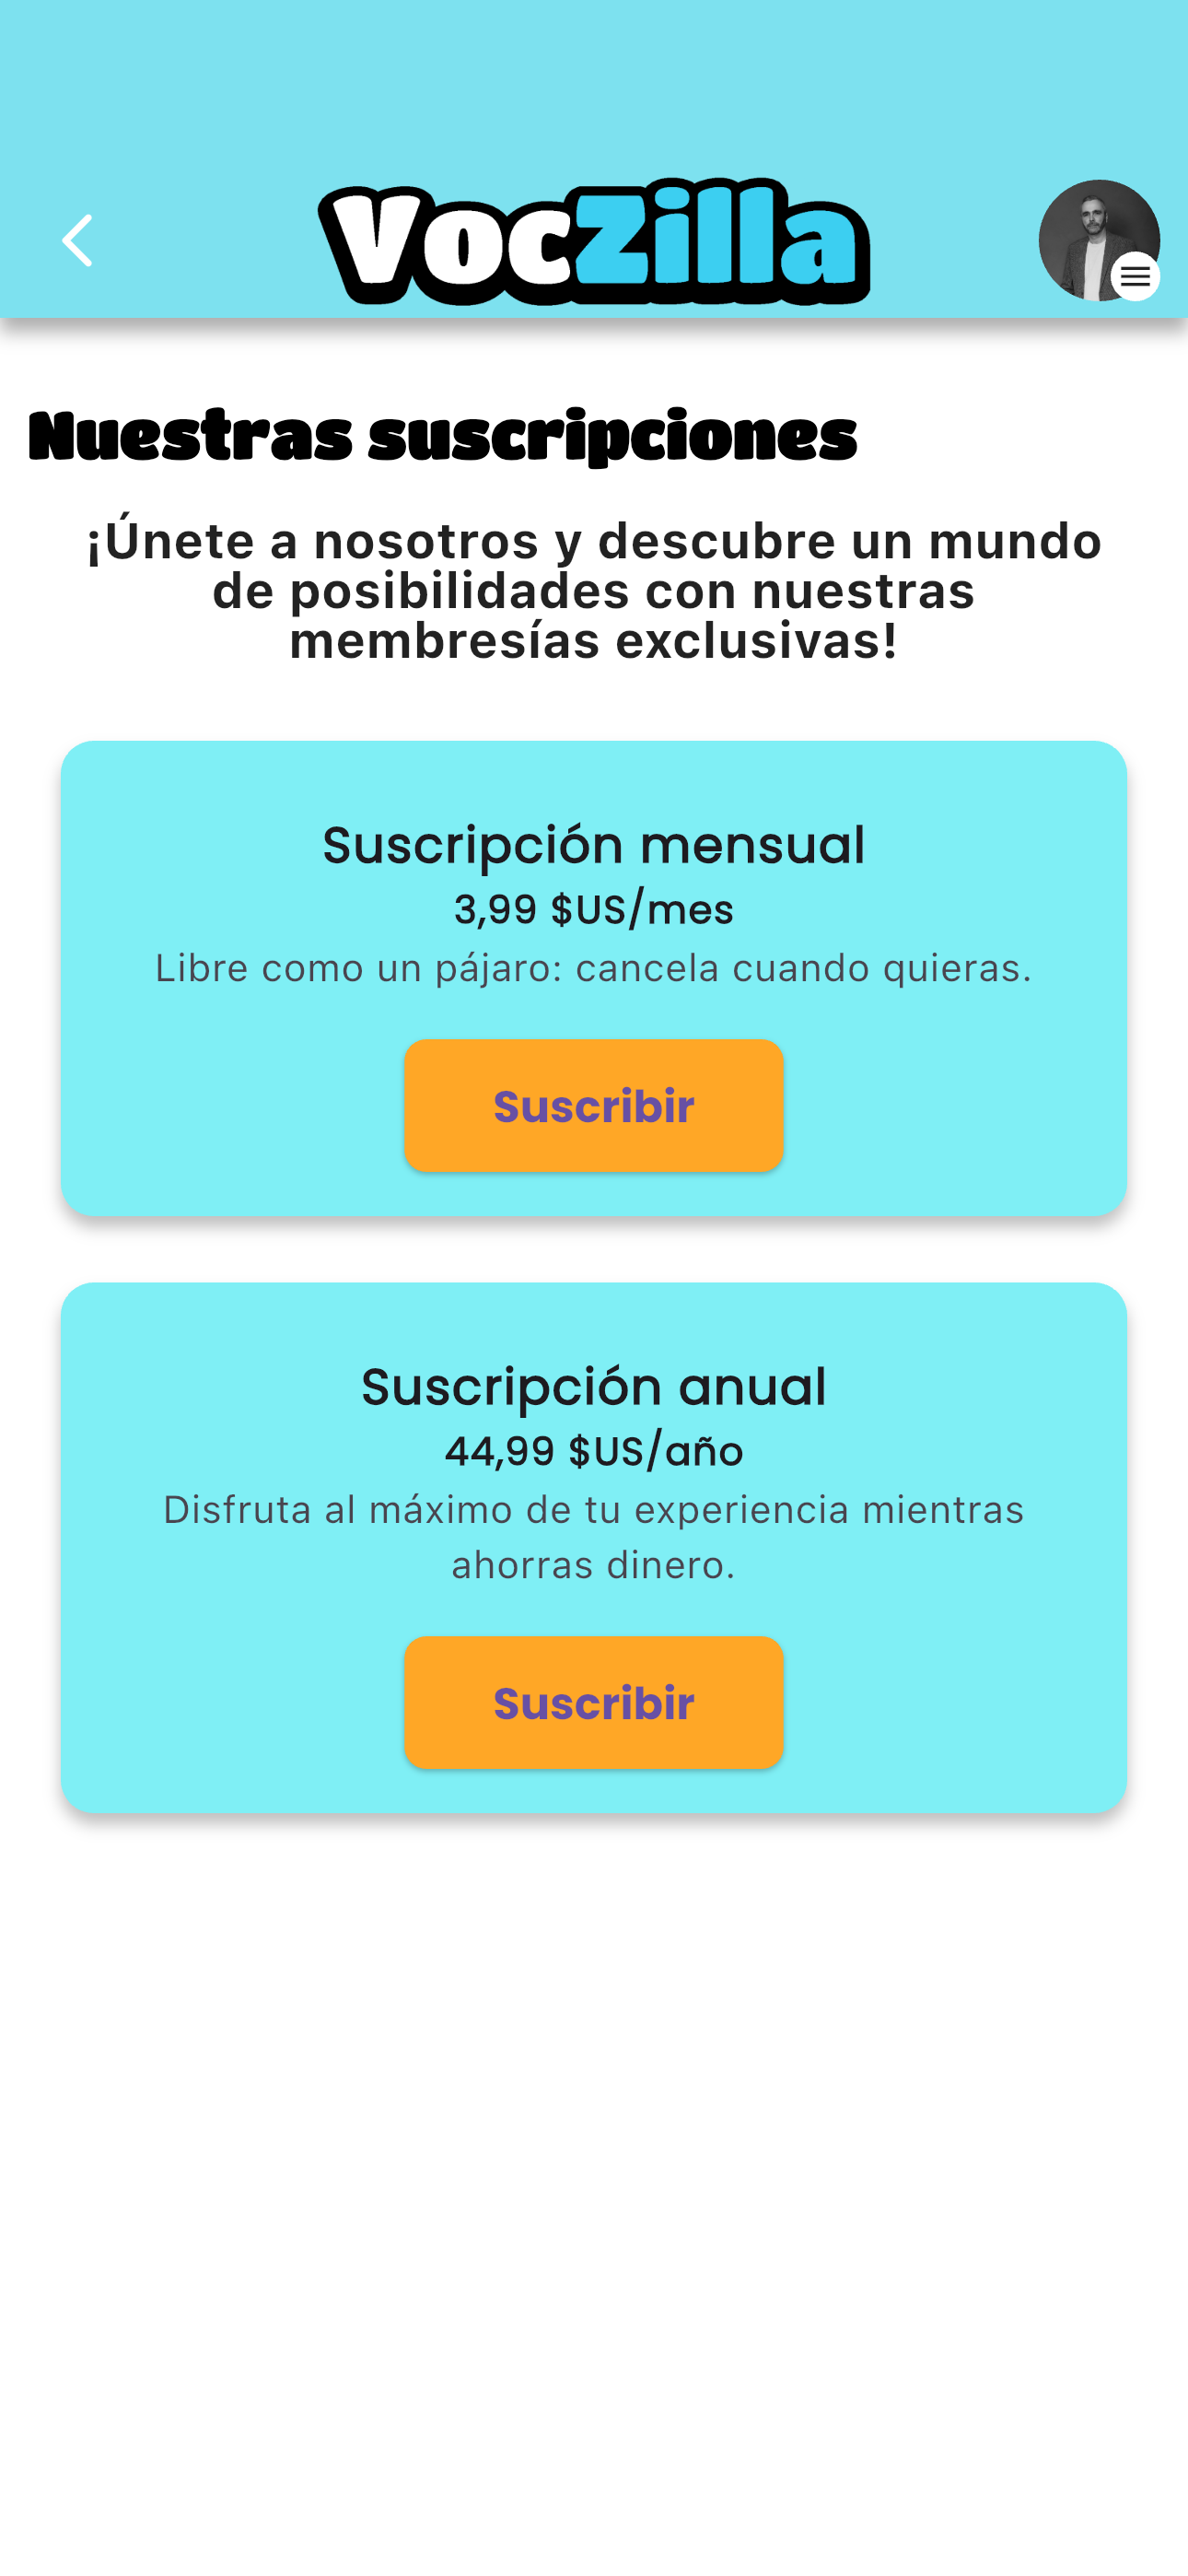 VocZilla
Nuestras suscripciones
¡Únete a nosotros y descubre un mundo
de posibilidades con nuestras
membresías exclusivas!
Suscripción mensual
3,99 $US/mes
Libre como un pájaro: cancela cuando quieras.
Suscribir
Suscripción anual
44,99 $US/año
Disfruta al máximo de tu experiencia mientras
ahorras dinero.
Suscribir